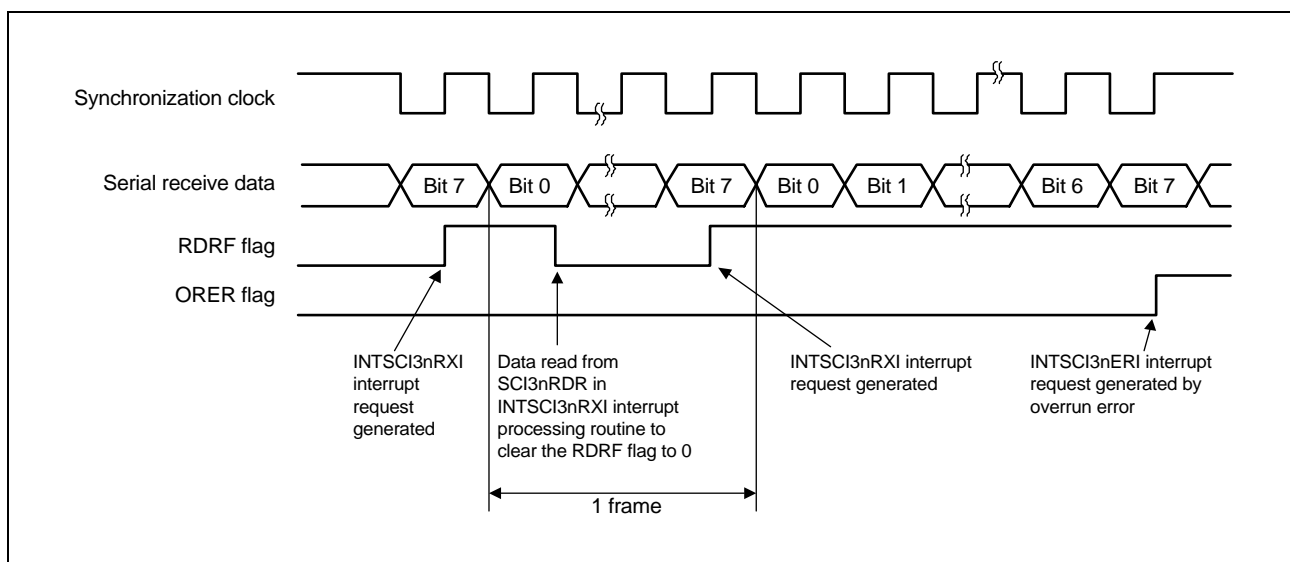 Synchronization clock
Serial receive data
Bit 7
Bit 0
Bit 7
Bit 0
Bit 1
Bit 6
Bit 7
RDRF flag
ORER flag
INTSCI3nRXI
interrupt
request
generated
Data read from
SCI3nRDR in
INTSCI3nRXI interrupt
processing routine to
clear the RDRF flag to 0
INTSCI3nRXI interrupt
request generated
INTSCI3nERI interrupt
request generated by
overrun error
1 frame